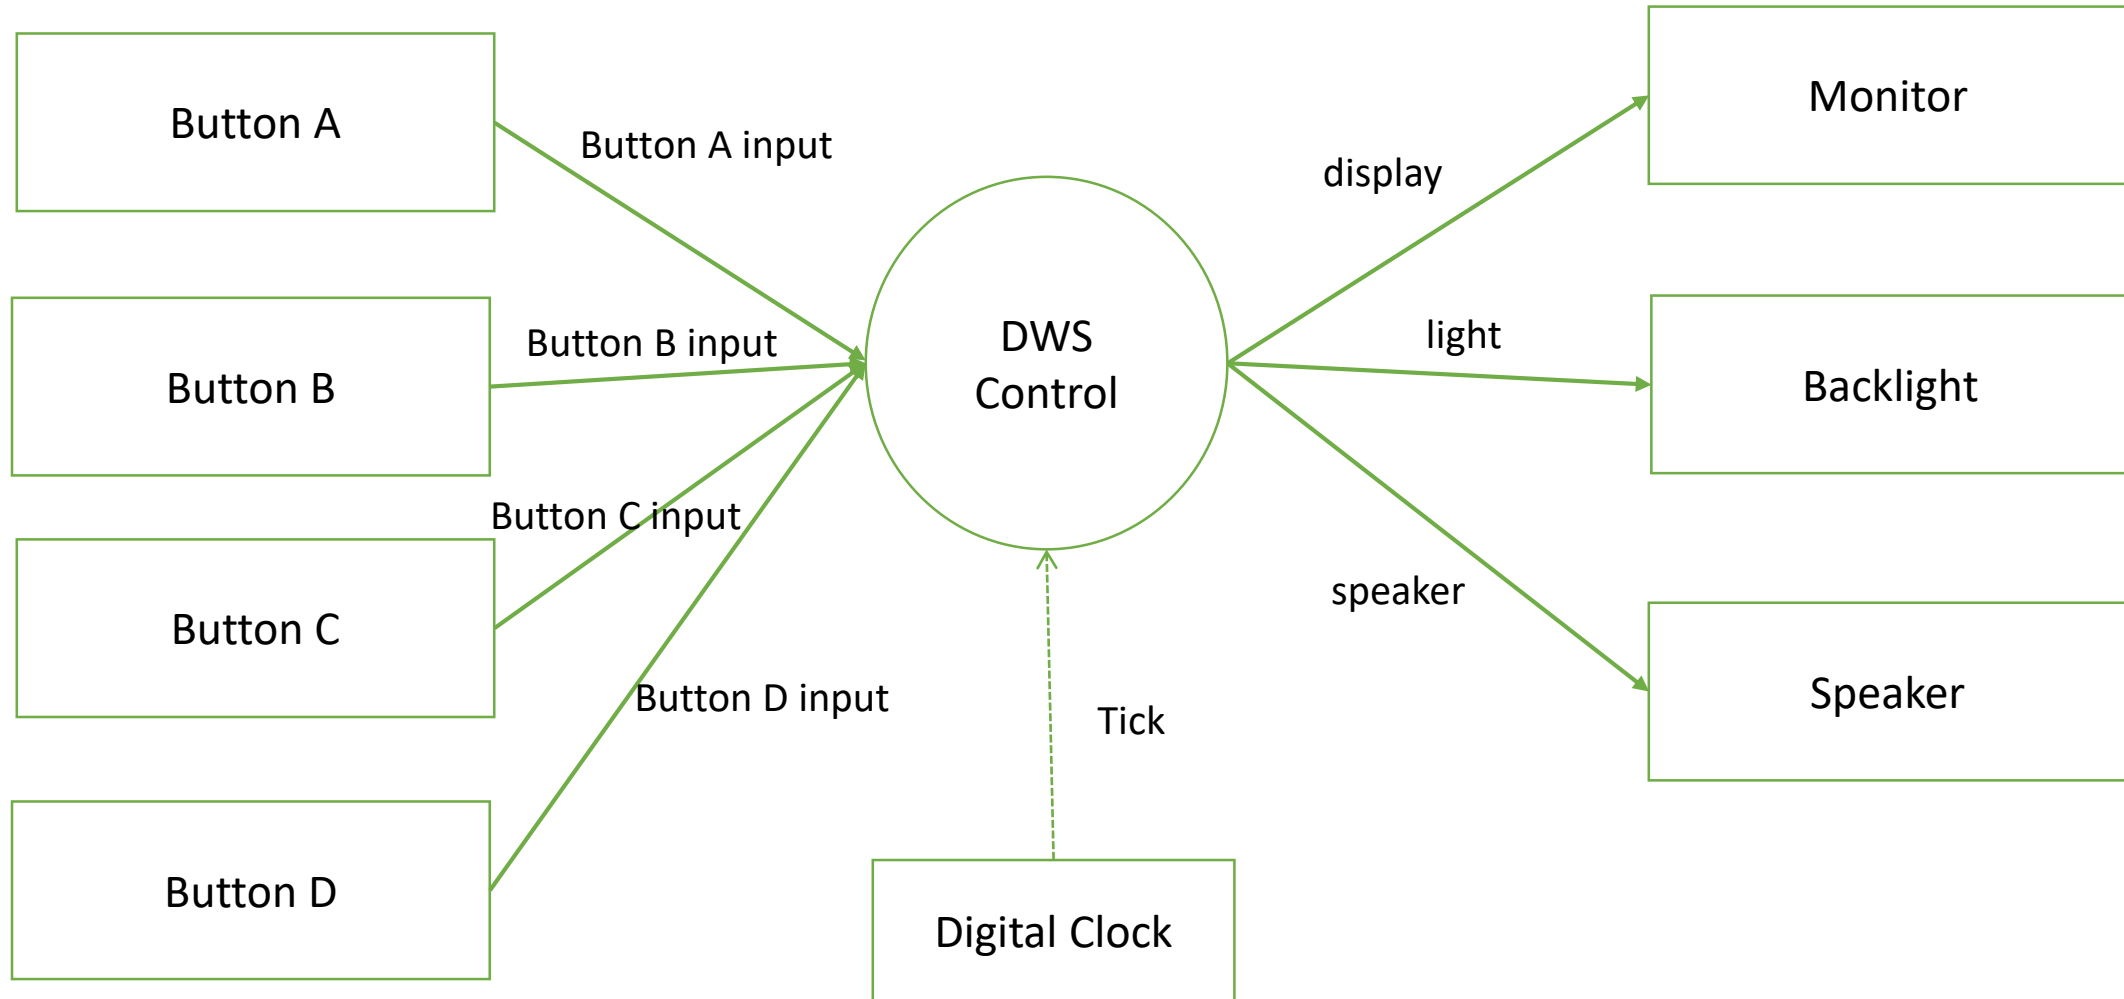 Button A
Button A input
Button B
Button B input
Button C input
Button C
Button D input
Button D
DWS
Control
Tick
Digital Clock
display
Monitor
light
Backlight
speaker
Speaker